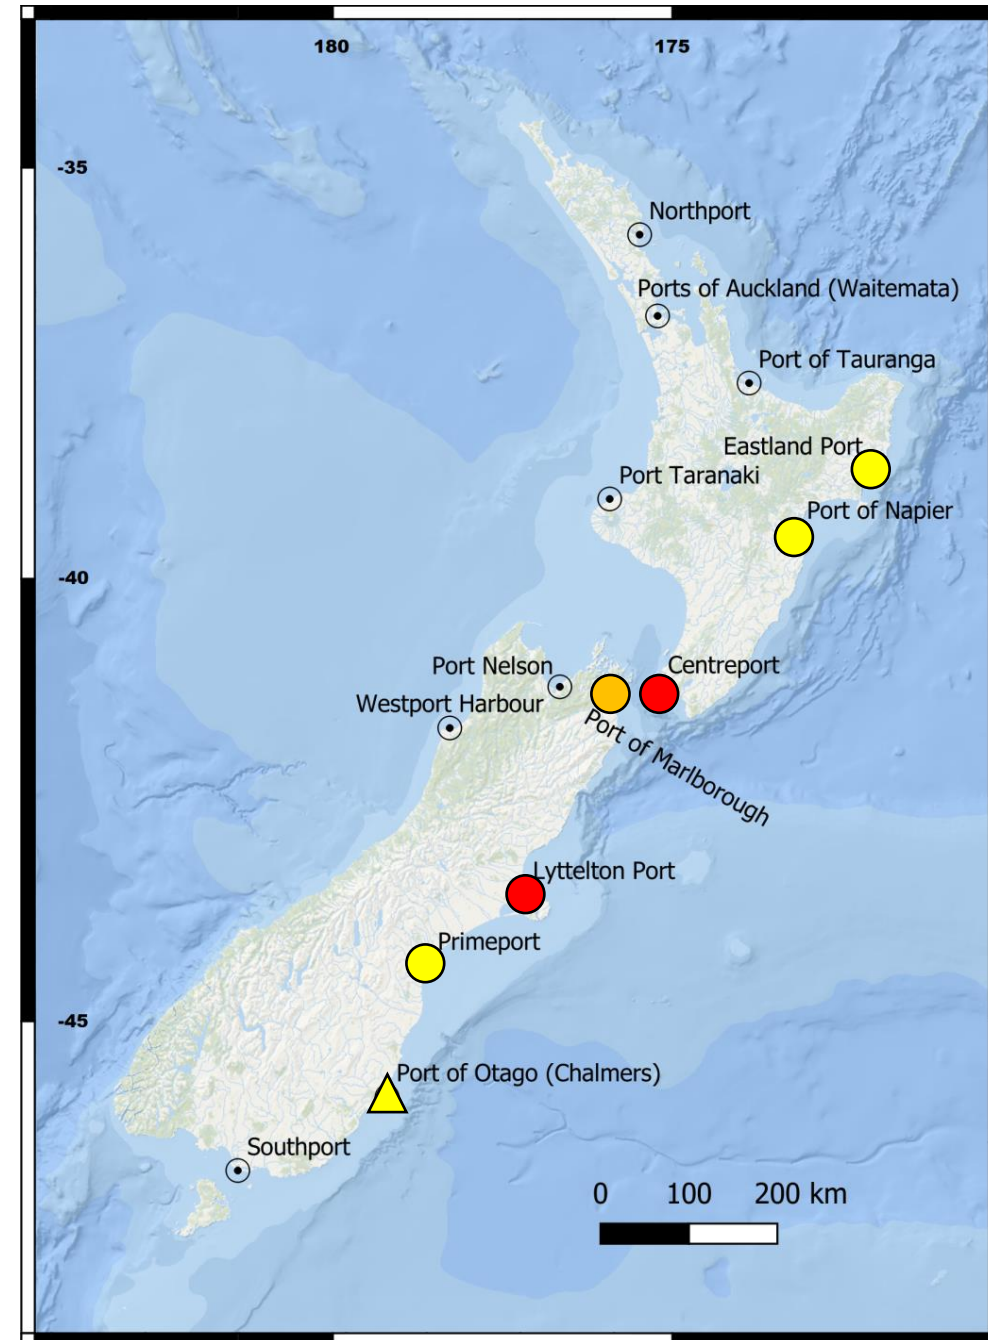 180
175
-35
Northport
Ports of Auckland (Waitemata)
Port of Tauranga
Eastland Port
Port Taranaki
Port of Napier
-40
Port Nelson
Centreport
Westport Harbour
Port of Marlborough
Lyttelton Port
Primeport
-45
Port of Otago (Chalmers)
Southport
0 100 200 km